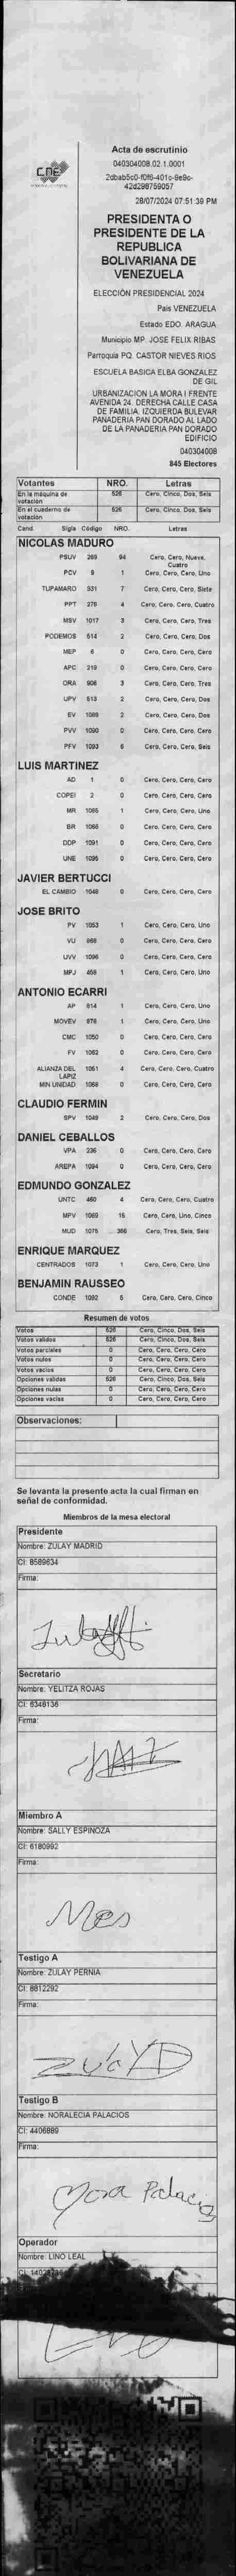 CNE
Acta de escrutinio
040304008.02.1.0001
42d298759057
28/07/2024 07:51:39 PM
PRESIDENTA O
PRESIDENTE DE LA
REPUBLICA
BOLIVARIANA DE
VENEZUELA
ELECCIÓN PRESIDENCIAL 2024
País VENEZUELA
Estado EDO. ARAGUA
Municipio MP. JOSE FELIX RIBAS
Parroquia PQ. CASTOR NIEVES RIOS
ESCUELA BASICA ELBA GONZALEZ
DE GIL
URBANIZACION LA MORA I FRENTE
AVENIDA 24. DERECHA CALLE CASA
DE FAMILIA. IZQUIERDA BULEVAR
PANADERIA PAN DORADO AL LADO
DE LA PANADERIA PAN DORADO
EDIFICIO
040304008
845 Electores
Votantes NRO. Letras
En la máquina de votación 526 Cero, Cinco, Dos, Seis
En el cuaderno de votación 526 Cero, Cinco, Dos, Seis
Cand. Sigla Código NRO. Letras
NICOLAS MADURO
PSUV 269 94 Cero, Cero, Nueve, Cuatro
PCV 9 1 Cero, Cero, Cero, Uno
TUPAMARO 931 7 Cero, Cero, Cero, Siete
PPT 276 4 Cero, Cero, Cero, Cuatro
MSV 1017 3 Cero, Cero, Cero, Tres
PODEMOS 514 2 Cero, Cero, Cero, Dos
MEP 6 0 Cero, Cero, Cero, Cero
APC 219 0 Cero, Cero, Cero, Cero
ORA 906 3 Cero, Cero, Cero, Tres
UPV 513 2 Cero, Cero, Cero, Dos
EV 1089 2 Cero, Cero, Cero, Dos
PVV 1090 0 Cero, Cero, Cero, Cero
PFV 1093 6 Cero, Cero, Cero, Seis
LUIS MARTINEZ
AD 1 0 Cero, Cero, Cero, Cero
COPEI 2 0 Cero, Cero, Cero, Cero
MR 1065 1 Cero, Cero, Cero, Uno
BR 1066 0 Cero, Cero, Cero, Cero
DDP 1091 0 Cero, Cero, Cero, Cero
UNE 1095 0 Cero, Cero, Cero, Cero
JAVIER BERTUCCI
EL CAMBIO 1048 0 Cero, Cero, Cero, Cero
JOSE BRITO
PV 1053 1 Cero, Cero, Cero, Uno
VU 868 0 Cero, Cero, Cero, Cero
UVV 1096 0 Cero, Cero, Cero, Cero
MPJ 458 1 Cero, Cero, Cero, Uno
ANTONIO ECARRI
AP 914 1 Cero, Cero, Cero, Uno
MOVEV 976 1 Cero, Cero, Cero, Uno
CMC 1050 0 Cero, Cero, Cero, Cero
FV 1062 0 Cero, Cero, Cero, Cero
ALIANZA DEL LAPIZ 1051 4 Cero, Cero, Cero, Cuatro
MIN UNIDAD 1068 0 Cero, Cero, Cero, Cero
CLAUDIO FERMIN
SPV 1049 2 Cero, Cero, Cero, Dos
DANIEL CEBALLOS
VPA 236 0 Cero, Cero, Cero, Cero
AREPA 1094 0 Cero, Cero, Cero, Cero
EDMUNDO GONZALEZ
UNTC 460 4 Cero, Cero, Cero, Cuatro
MPV 1069 15 Cero, Cero, Uno, Cinco
MUD 1075 366 Cero, Tres, Seis, Seis
ENRIQUE MARQUEZ
CENTRADOS 1073 1 Cero, Cero, Cero, Uno
BENJAMIN RAUSSEO
CONDE 1092 5 Cero, Cero, Cero, Cinco
Resumen de votos
Votos 526 Cero, Cinco, Dos, Seis
Votos validos 526 Cero, Cinco, Dos, Seis
Votos parciales 0 Cero, Cero, Cero, Cero
Votos nulos 0 Cero, Cero, Cero, Cero
Votos vacios 0 Cero, Cero, Cero, Cero
Opciones validas 526 Cero, Cinco, Dos, Seis
Opciones nulas 0 Cero, Cero, Cero, Cero
Opciones vacias 0 Cero, Cero, Cero, Cero
Observaciones:
Se levanta la presente acta la cual firman en
señal de conformidad.
Miembros de la mesa electoral
Presidente
Nombre: ZULAY MADRID
CI: 8589634
Firma:
Secretario
Nombre: YELITZA ROJAS
CI: 6348136
Firma:
Miembro A
Nombre: SALLY ESPINOZA
CI: 6180992
Firma:
Testigo A
Nombre: ZULAY PERNIA
CI: 8812292
Firma:
Testigo B
Nombre: NORALECIA PALACIOS
CI: 4406889
Firma:
Operador
Nombre: LINO LEAL